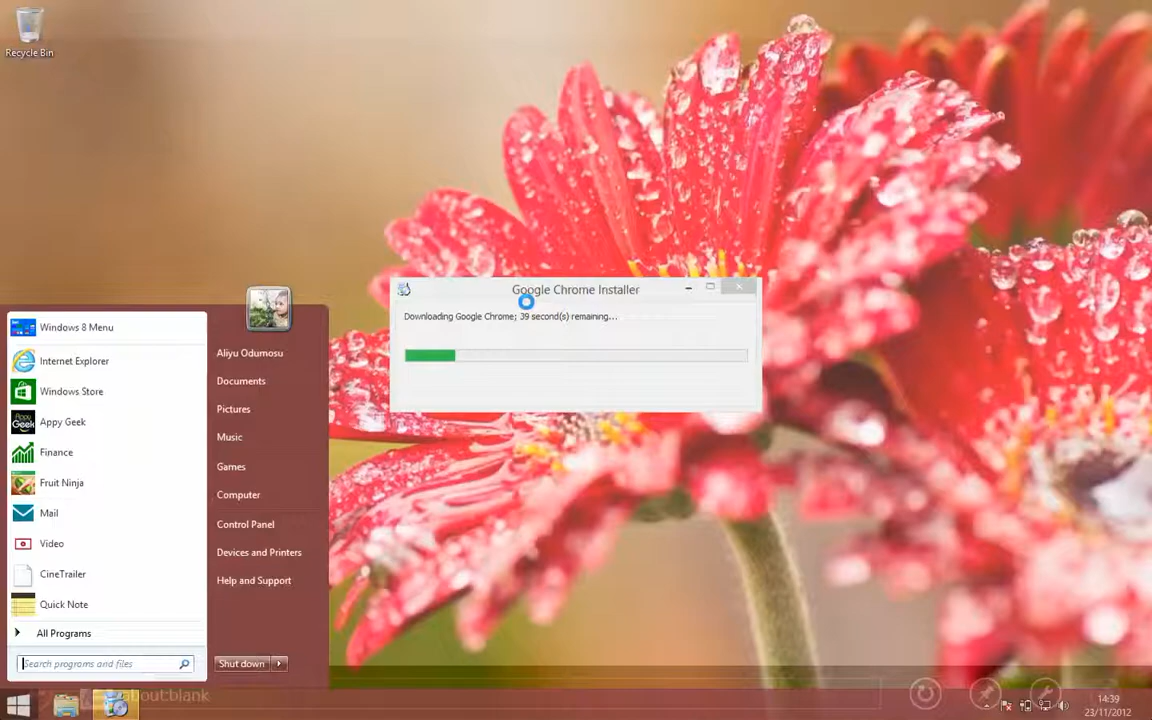 Recycle Bin
Google Chrome Installer
Downloading Google Chrome; 39 second(s) remaining...
Windows 8 Menu
Internet Explorer
Windows Store
Appy Geek
Appy
Geek
Finance
Fruit Ninja
Mail
Video
CineTrailer
Quick Note
All Programs
Search programs and files
Aliyu Odumosu
Documents
Pictures
Music
Games
Computer
Control Panel
Devices and Printers
Help and Support
Shut down
about:blank
14:39
23/11/2012